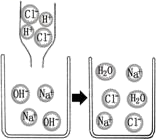 Cl⁻ H⁺
H⁺ Cl⁻
OH⁻ Na⁺
Na⁺ OH⁻
H₂O Na⁺
Cl⁻ H₂O
Na⁺ Cl⁻